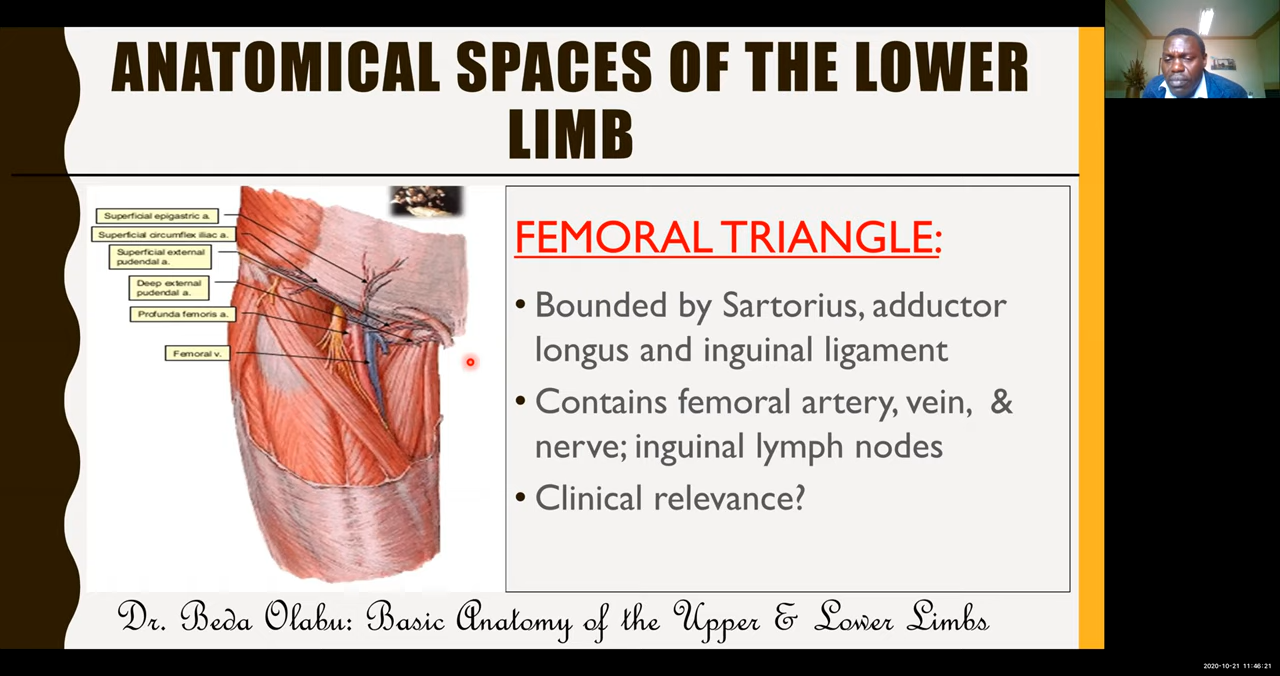 ANATOMICAL SPACES OF THE LOWER
LIMB
Superficial epigastric a.
Superficial circumflex iliac a.
Superficial external
pudendal a.
Deep external
pudendal a.
Profunda femoris a.
Femoral v.
FEMORAL TRIANGLE:
• Bounded by Sartorius, adductor
longus and inguinal ligament
• Contains femoral artery, vein, &
nerve; inguinal lymph nodes
• Clinical relevance?
Dr. Beda Olabu: Basic Anatomy of the Upper & Lower Limbs
2020-10-21 11:46:21